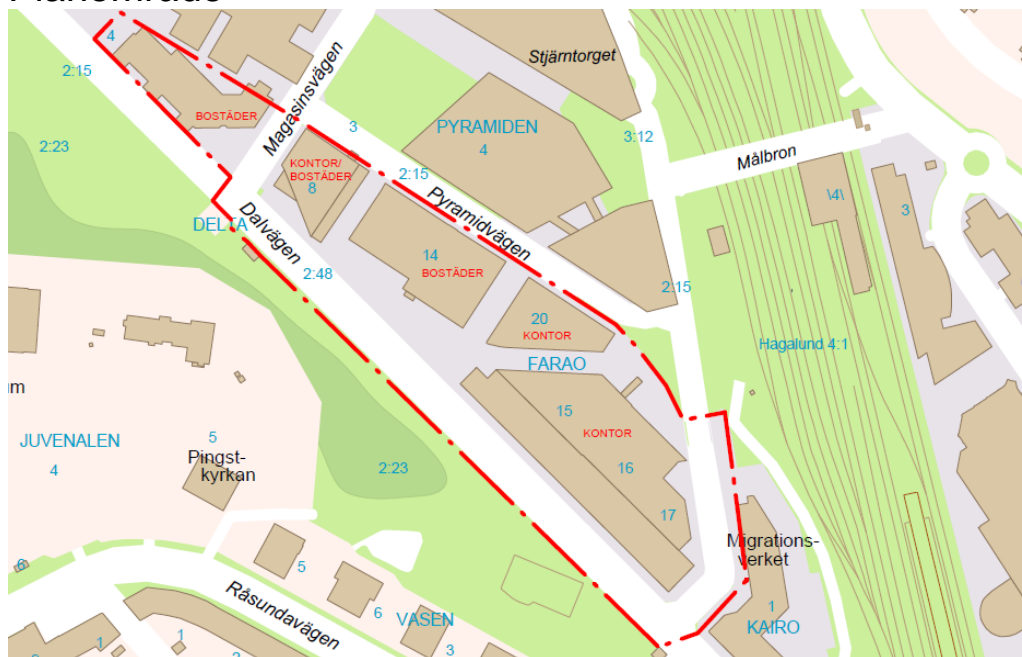 4
2:15
BOSTÄDER
Magasinsvägen
Stjärntorget
3
PYRAMIDEN
4
3:12
Målbron
\4\
3
2:23
KONTOR/
BOSTÄDER
8
2:15
Pyramidvägen
DELTA
Dalvägen
2:48
14
BOSTÄDER
2:15
20
KONTOR
FARAO
Hagalund 4:1
um
JUVENALEN
4
5
Pingst-
kyrkan
2:23
15
KONTOR
16
17
Migrations-
verket
6
5
Råsundavägen
6
VASEN
3
1
KAIRO
1
1